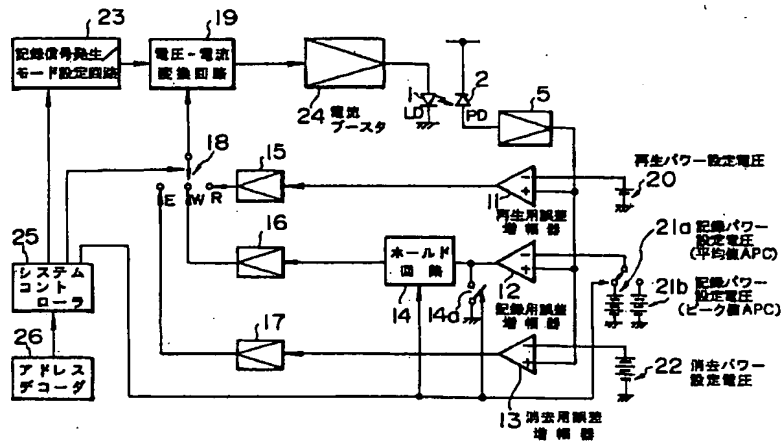 23
記録信号発生／
モード設定回路
19
電圧-電流
変換回路
24 電流
ブースタ
1
LD
2
PD
5
18
E W R
15
16
17
11
再生用誤差
増幅器
再生パワー設定電圧
20
ホールド
回路
14
14a
12
記録用誤差
増幅器
21a 記録パワー
設定電圧
(平均値APC)
21b 記録パワー
設定電圧
(ピーク値APC)
25
システム
コント
ローラ
26
アドレス
デコーダ
13 消去用誤差
増幅器
22 消去パワー
設定電圧
-
+
-
+
-
+